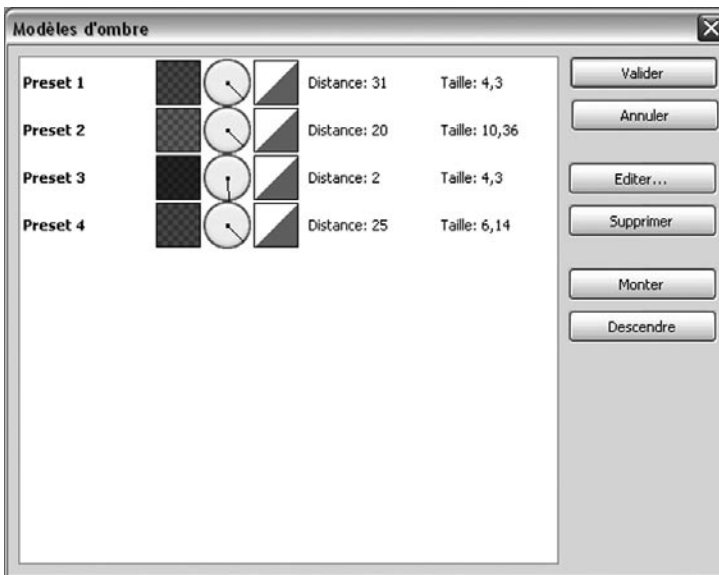 Modèles d'ombre
Preset 1 Distance: 31 Taille: 4,3
Preset 2 Distance: 20 Taille: 10,36
Preset 3 Distance: 2 Taille: 4,3
Preset 4 Distance: 25 Taille: 6,14
Valider
Annuler
Editer...
Supprimer
Monter
Descendre